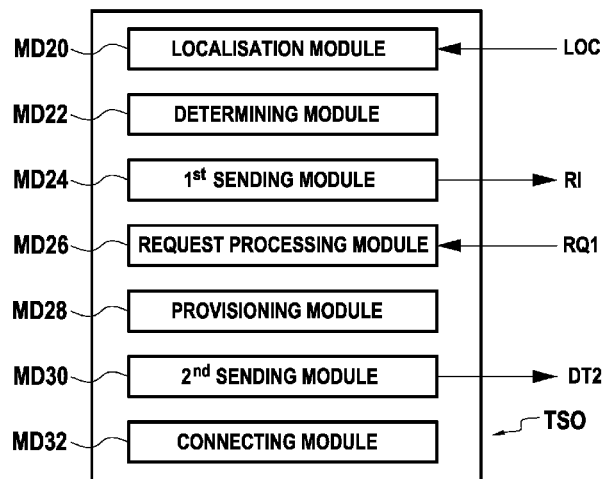 MD20 LOCALISATION MODULE LOC
MD22 DETERMINING MODULE
MD24 1st SENDING MODULE RI
MD26 REQUEST PROCESSING MODULE RQ1
MD28 PROVISIONING MODULE
MD30 2nd SENDING MODULE DT2
MD32 CONNECTING MODULE
TSO